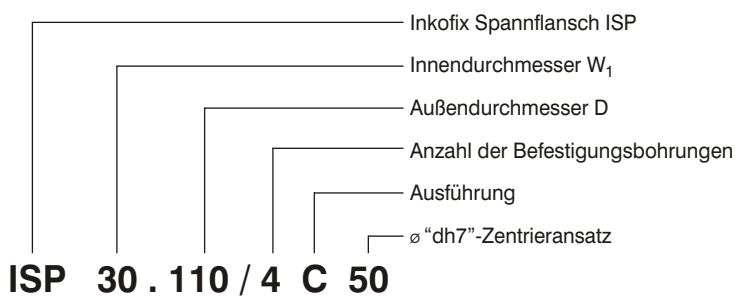 Inkofix Spannflansch ISP
Innendurchmesser W₁
Außendurchmesser D
Anzahl der Befestigungsbohrungen
Ausführung
⌀ "dh7"-Zentrieransatz
ISP 30 . 110 / 4 C 50